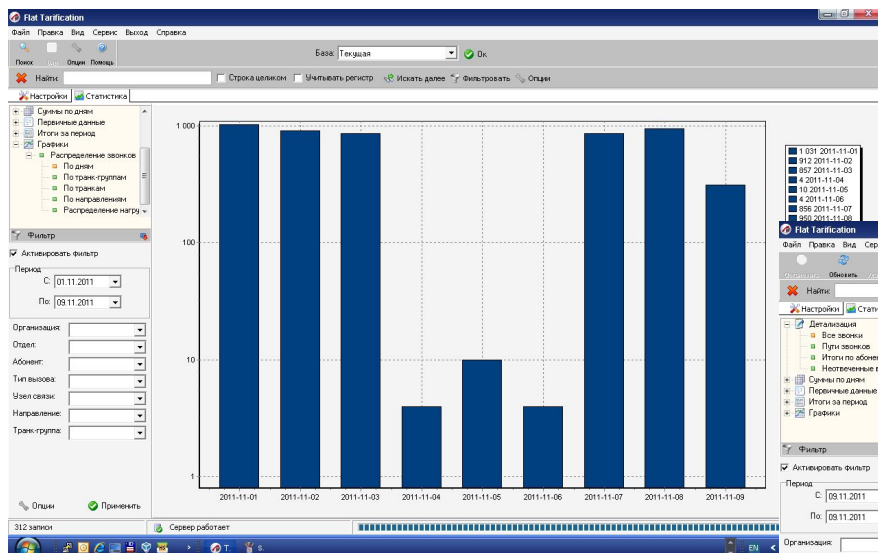 Flat Tarification
Файл Правка Вид Сервис Выход Справка
Поиск Опции Помощь
База: Текущая Ок
Найти: Строка целиком Учитывать регистр Искать далее Фильтровать Опции
Настройки Статистика
Суммы по дням
Первичные данные
Итоги за период
Графики
Распределение звонков
По дням
По транк-группам
По транкам
По направлениям
Распределение нагру
Фильтр
Активировать фильтр
Период
С: 01.11.2011
По: 09.11.2011
Организация:
Отдел:
Абонент:
Тип вызова:
Узел связи:
Направление:
Транк-группа:
Опции Применить
312 записи Сервер работает
1 000
100
10
1
2011-11-01 2011-11-02 2011-11-03 2011-11-04 2011-11-05 2011-11-06 2011-11-07 2011-11-08 2011-11-09
1 031 2011-11-01
912 2011-11-02
857 2011-11-03
4 2011-11-04
10 2011-11-05
4 2011-11-06
856 2011-11-07
950 2011-11-08
Flat Tarification
Файл Правка Вид Сер
Обновить
Найти:
Настройки Стати
Детализация
Все звонки
Пути звонков
Итоги по абоне
Неотвеченные в
Суммы по дням
Первичные данные
Итоги за период
Графики
Фильтр
Активировать фильтр
Период
С: 09.11.2011
По: 09.11.2011
Организация:
T. S. EN